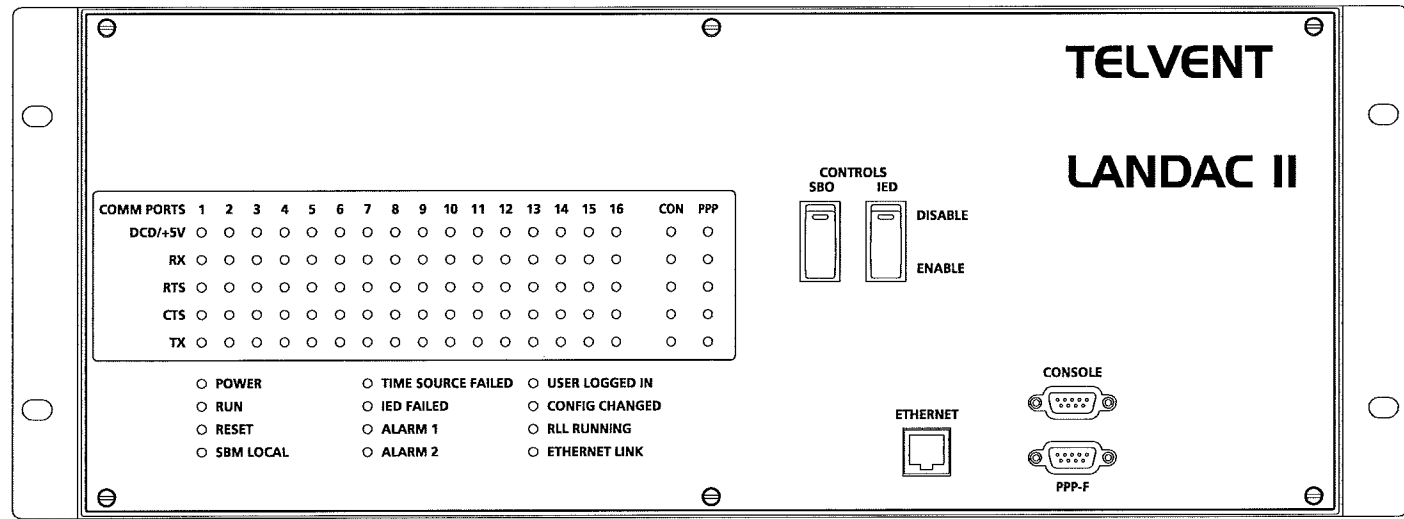 TELVENT
LANDAC II
CONTROLS
SBO IED
DISABLE
ENABLE
COMM PORTS 1 2 3 4 5 6 7 8 9 10 11 12 13 14 15 16 CON PPP
DCD/+5V
RX
RTS
CTS
TX
POWER TIME SOURCE FAILED USER LOGGED IN
RUN IED FAILED CONFIG CHANGED
RESET ALARM 1 RLL RUNNING
SBM LOCAL ALARM 2 ETHERNET LINK
ETHERNET
CONSOLE
PPP-F